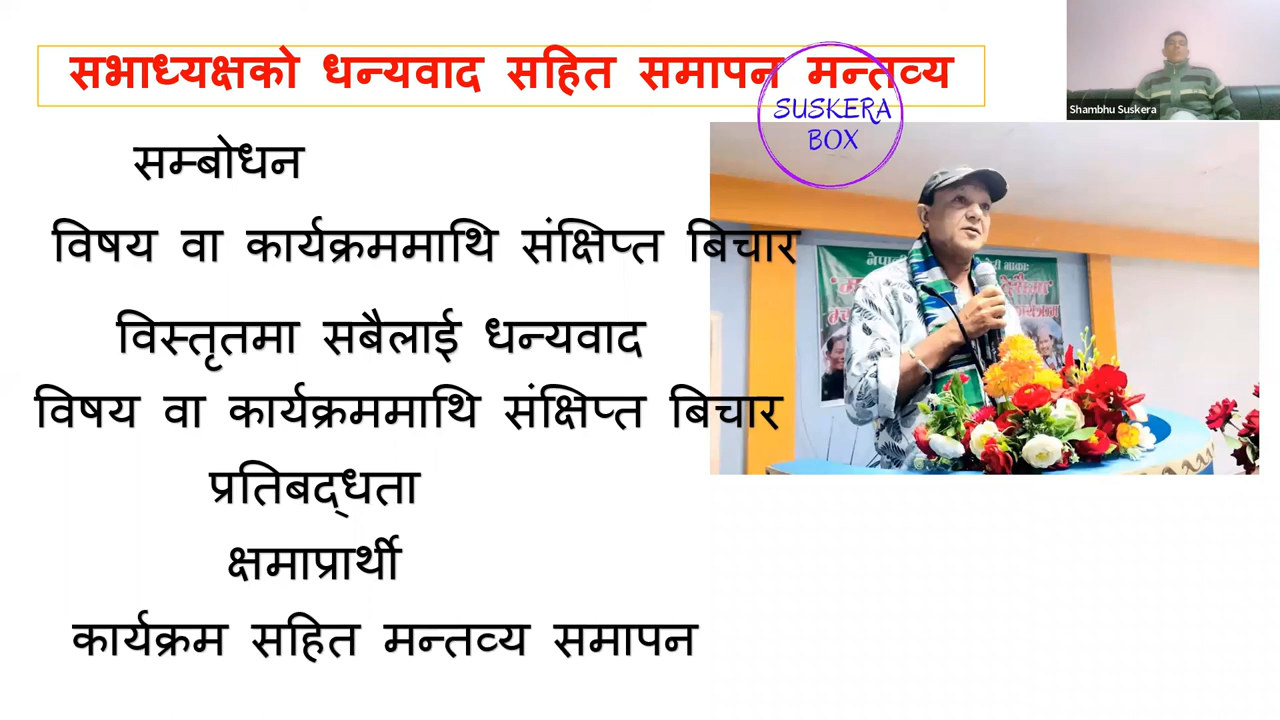 सभाध्यक्षको धन्यवाद सहित समापन मन्तव्य
SUSKERA
BOX
Shambhu Suskera
सम्बोधन
विषय वा कार्यक्रममाथि संक्षिप्त बिचार
विस्तृतमा सबैलाई धन्यवाद
विषय वा कार्यक्रममाथि संक्षिप्त बिचार
प्रतिबद्धता
क्षमाप्रार्थी
कार्यक्रम सहित मन्तव्य समापन